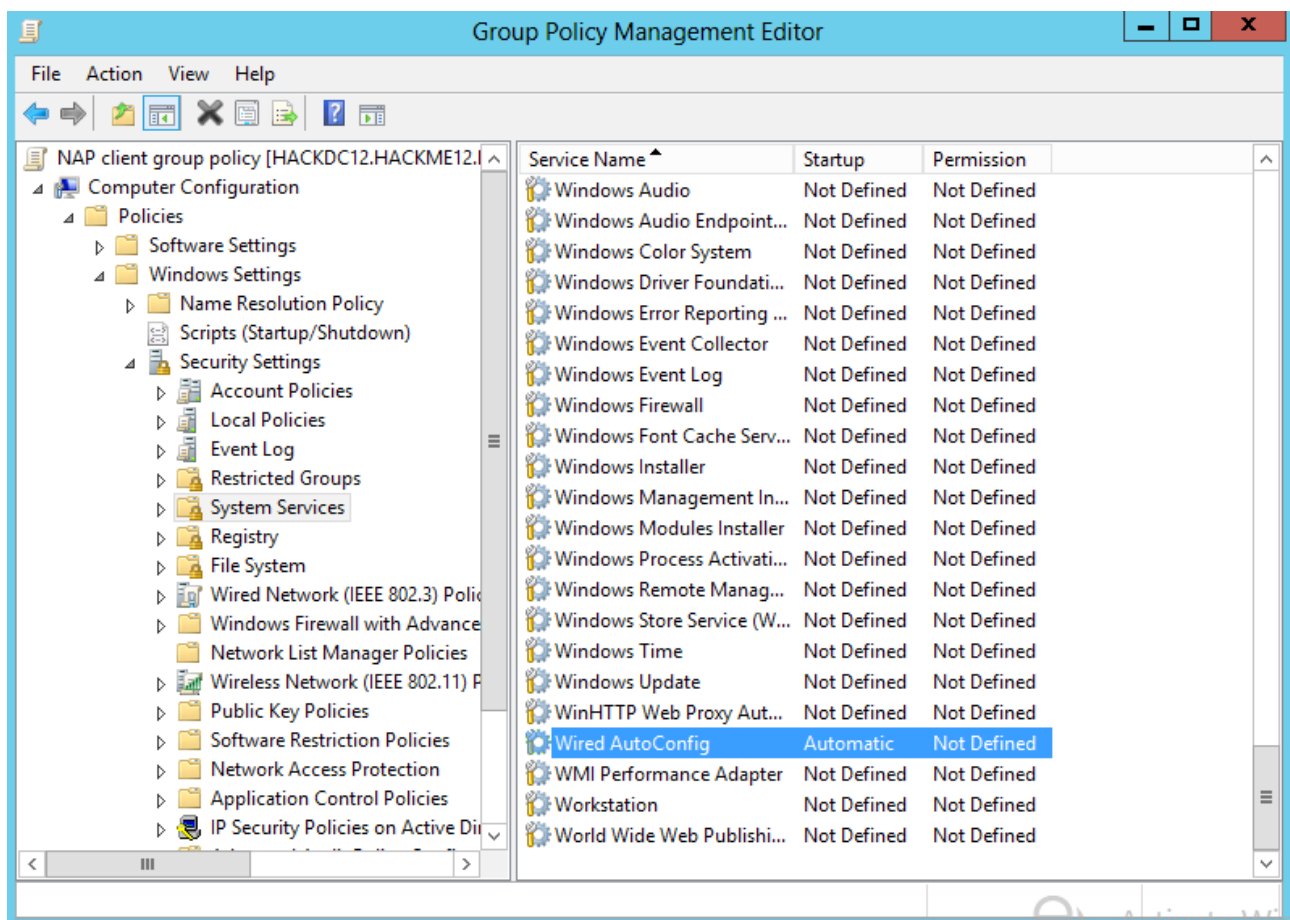 Group Policy Management Editor
File Action View Help
NAP client group policy [HACKDC12.HACKME12.
Computer Configuration
Policies
Software Settings
Windows Settings
Name Resolution Policy
Scripts (Startup/Shutdown)
Security Settings
Account Policies
Local Policies
Event Log
Restricted Groups
System Services
Registry
File System
Wired Network (IEEE 802.3) Polic
Windows Firewall with Advance
Network List Manager Policies
Wireless Network (IEEE 802.11) P
Public Key Policies
Software Restriction Policies
Network Access Protection
Application Control Policies
IP Security Policies on Active Dir
Service Name Startup Permission
Windows Audio Not Defined Not Defined
Windows Audio Endpoint... Not Defined Not Defined
Windows Color System Not Defined Not Defined
Windows Driver Foundati... Not Defined Not Defined
Windows Error Reporting ... Not Defined Not Defined
Windows Event Collector Not Defined Not Defined
Windows Event Log Not Defined Not Defined
Windows Firewall Not Defined Not Defined
Windows Font Cache Serv... Not Defined Not Defined
Windows Installer Not Defined Not Defined
Windows Management In... Not Defined Not Defined
Windows Modules Installer Not Defined Not Defined
Windows Process Activati... Not Defined Not Defined
Windows Remote Manag... Not Defined Not Defined
Windows Store Service (W... Not Defined Not Defined
Windows Time Not Defined Not Defined
Windows Update Not Defined Not Defined
WinHTTP Web Proxy Aut... Not Defined Not Defined
Wired AutoConfig Automatic Not Defined
WMI Performance Adapter Not Defined Not Defined
Workstation Not Defined Not Defined
World Wide Web Publishi... Not Defined Not Defined